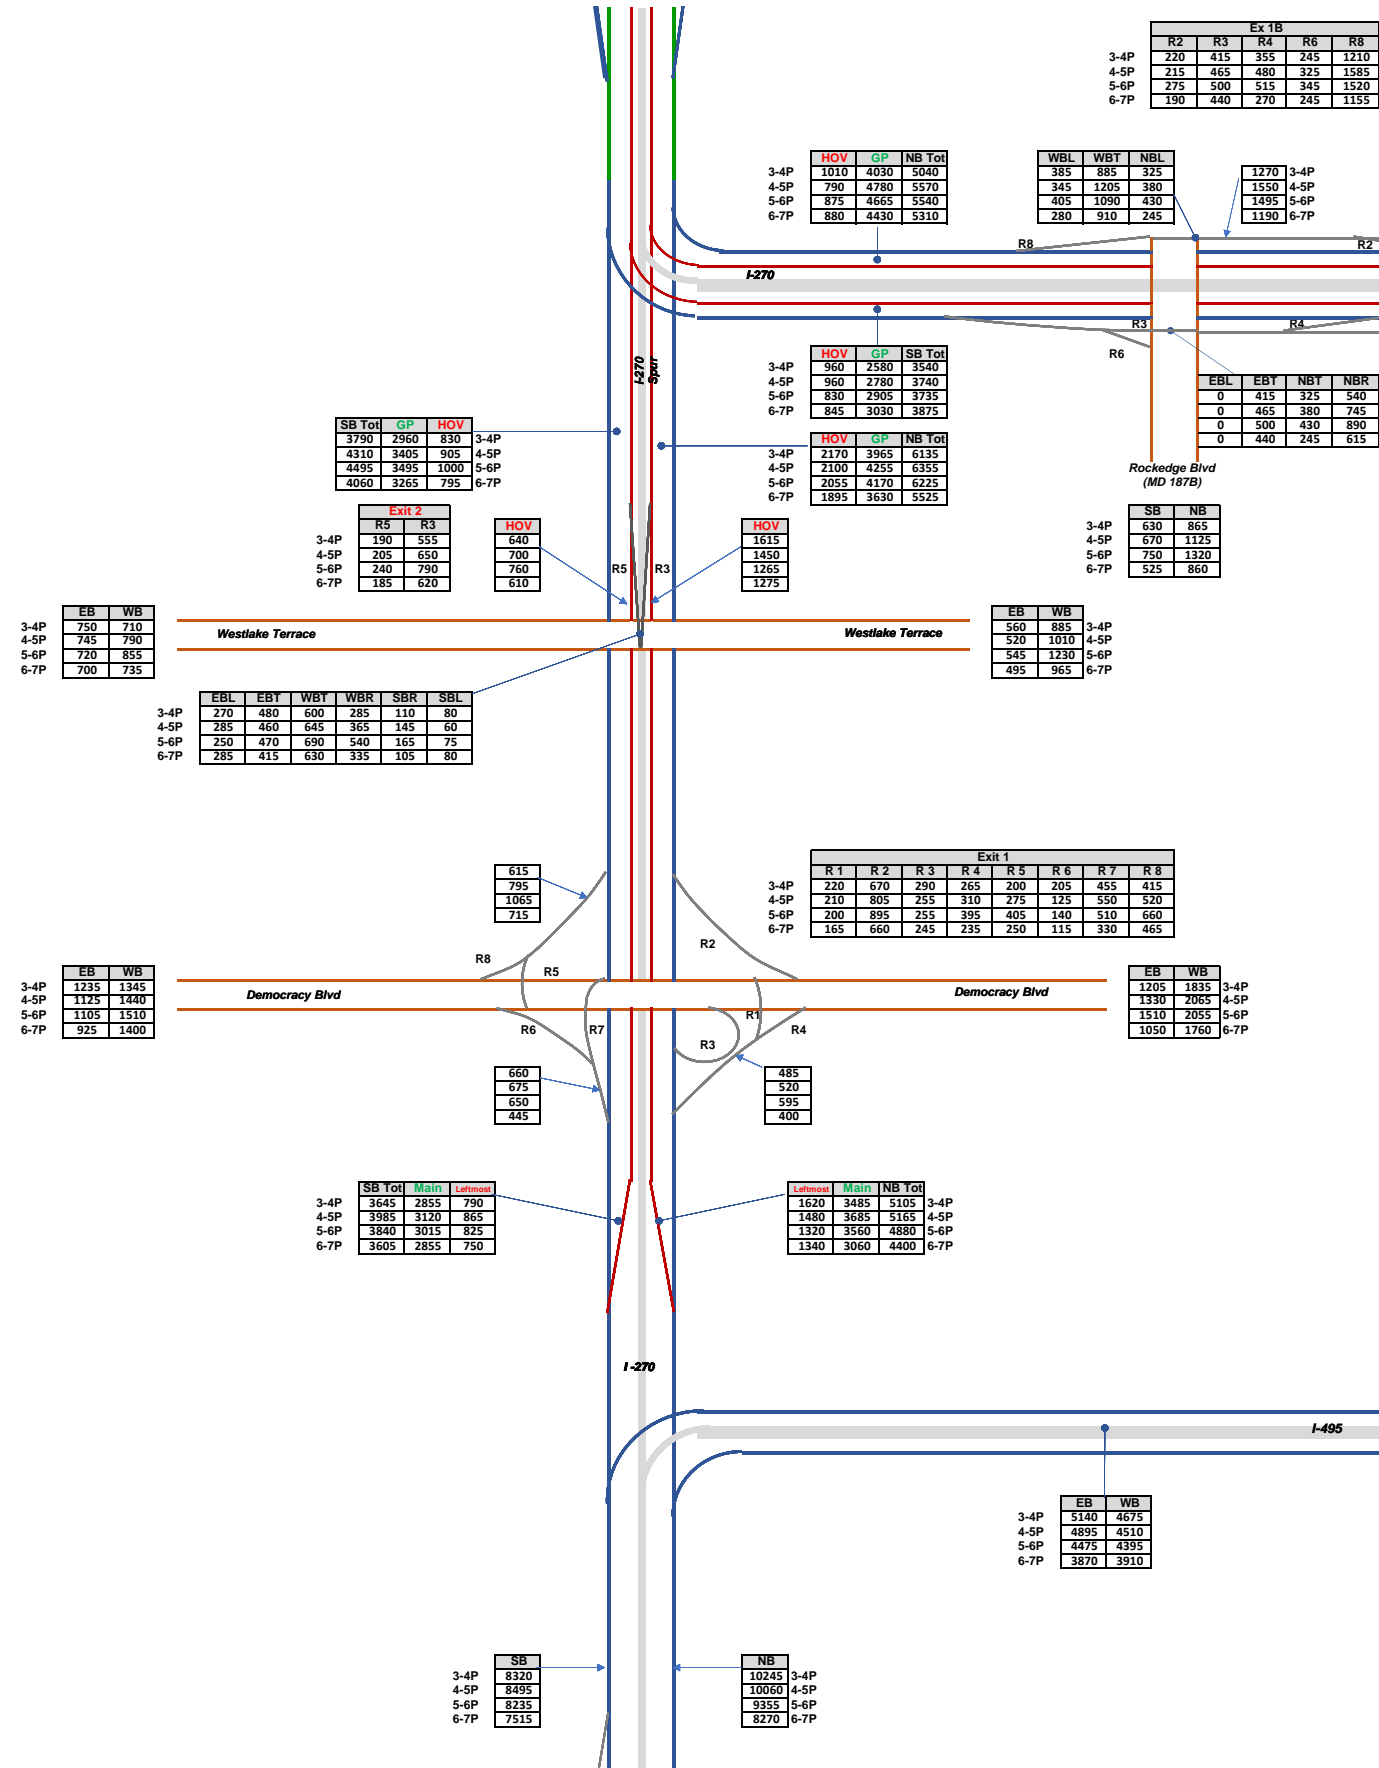 Ex 1B
R2 R3 R4 R6 R8
3-4P 220 415 355 245 1210
4-5P 215 465 480 325 1585
5-6P 275 500 515 345 1520
6-7P 190 440 270 245 1155
HOV GP NB Tot
3-4P 1010 4030 5040
4-5P 790 4780 5570
5-6P 875 4665 5540
6-7P 880 4430 5310
WBL WBT NBL
385 885 325
345 1205 380
405 1090 430
280 910 245
1270 3-4P
1550 4-5P
1495 5-6P
1190 6-7P
R8
R2
I-270
R3
R4
R6
I-270
Spur
HOV GP SB Tot
3-4P 960 2580 3540
4-5P 960 2780 3740
5-6P 830 2905 3735
6-7P 845 3030 3875
EBL EBT NBT NBR
0 415 325 540
0 465 380 745
0 500 430 890
0 440 245 615
SB Tot GP HOV
3790 2960 830 3-4P
4310 3405 905 4-5P
4495 3495 1000 5-6P
4060 3265 795 6-7P
HOV GP NB Tot
3-4P 2170 3965 6135
4-5P 2100 4255 6355
5-6P 2055 4170 6225
6-7P 1895 3630 5525
Rockedge Blvd
(MD 187B)
Exit 2
R5 R3
3-4P 190 555
4-5P 205 650
5-6P 240 790
6-7P 185 620
HOV
640
700
760
610
HOV
1615
1450
1265
1275
SB NB
3-4P 630 865
4-5P 670 1125
5-6P 750 1320
6-7P 525 860
R5
R3
EB WB
3-4P 750 710
4-5P 745 790
5-6P 720 855
6-7P 700 735
Westlake Terrace
Westlake Terrace
EB WB
560 885 3-4P
520 1010 4-5P
545 1230 5-6P
495 965 6-7P
EBL EBT WBT WBR SBR SBL
3-4P 270 480 600 285 110 80
4-5P 285 460 645 365 145 60
5-6P 250 470 690 540 165 75
6-7P 285 415 630 335 105 80
615
795
1065
715
Exit 1
R 1 R 2 R 3 R 4 R 5 R 6 R 7 R 8
3-4P 220 670 290 265 200 205 455 415
4-5P 210 805 255 310 275 125 550 520
5-6P 200 895 255 395 405 140 510 660
6-7P 165 660 245 235 250 115 330 465
R2
R8
R5
EB WB
3-4P 1235 1345
4-5P 1125 1440
5-6P 1105 1510
6-7P 925 1400
Democracy Blvd
Democracy Blvd
EB WB
1205 1835 3-4P
1330 2065 4-5P
1510 2055 5-6P
1050 1760 6-7P
R6
R7
R3
R1
R4
660
675
650
445
485
520
595
400
SB Tot Main Leftmost
3-4P 3645 2855 790
4-5P 3985 3120 865
5-6P 3840 3015 825
6-7P 3605 2855 750
Leftmost Main NB Tot
1620 3485 5105 3-4P
1480 3685 5165 4-5P
1320 3560 4880 5-6P
1340 3060 4400 6-7P
I -270
I-495
EB WB
3-4P 5140 4675
4-5P 4895 4510
5-6P 4475 4395
6-7P 3870 3910
SB
3-4P 8320
4-5P 8495
5-6P 8235
6-7P 7515
NB
10245 3-4P
10060 4-5P
9355 5-6P
8270 6-7P